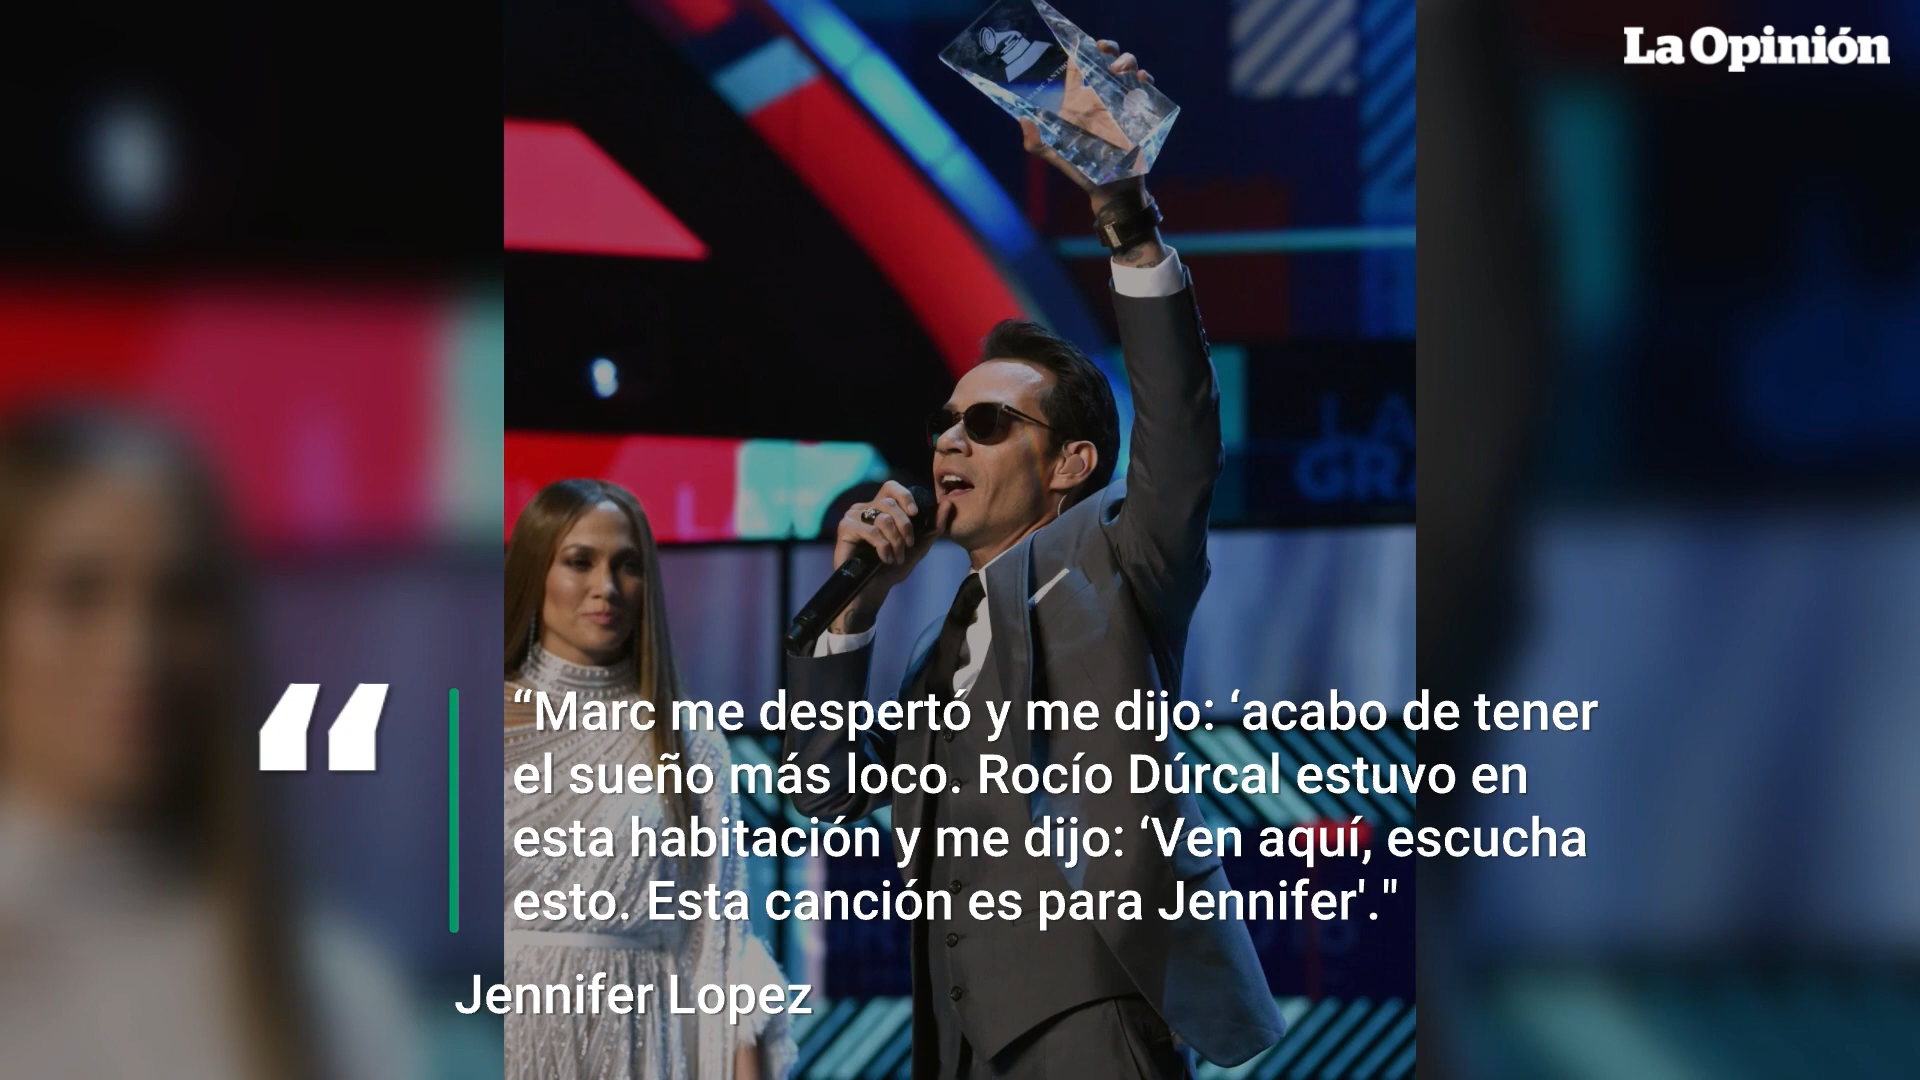 La Opinión
“Marc me despertó y me dijo: ‘acabo de tener
el sueño más loco. Rocío Dúrcal estuvo en
esta habitación y me dijo: ‘Ven aquí, escucha
esto. Esta canción es para Jennifer'."
Jennifer Lopez